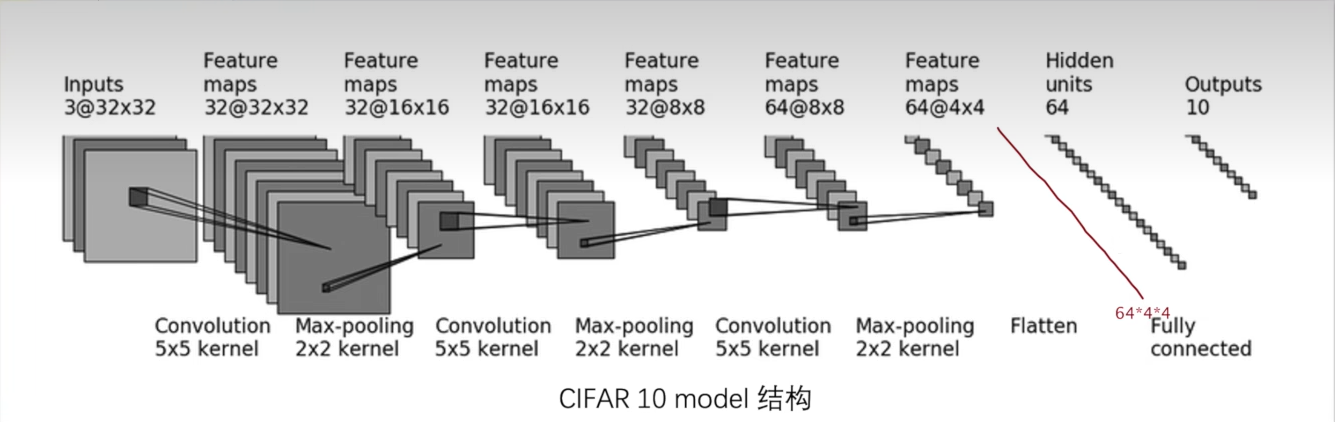 Inputs
3@32x32
Feature
maps
32@32x32
Feature
maps
32@16x16
Feature
maps
32@16x16
Feature
maps
32@8x8
Feature
maps
64@8x8
Feature
maps
64@4x4
Hidden
units
64
Outputs
10
Convolution
5x5 kernel
Max-pooling
2x2 kernel
Convolution
5x5 kernel
Max-pooling
2x2 kernel
Convolution
5x5 kernel
Max-pooling
2x2 kernel
Flatten
64*4*4
Fully
connected
CIFAR 10 model 结构